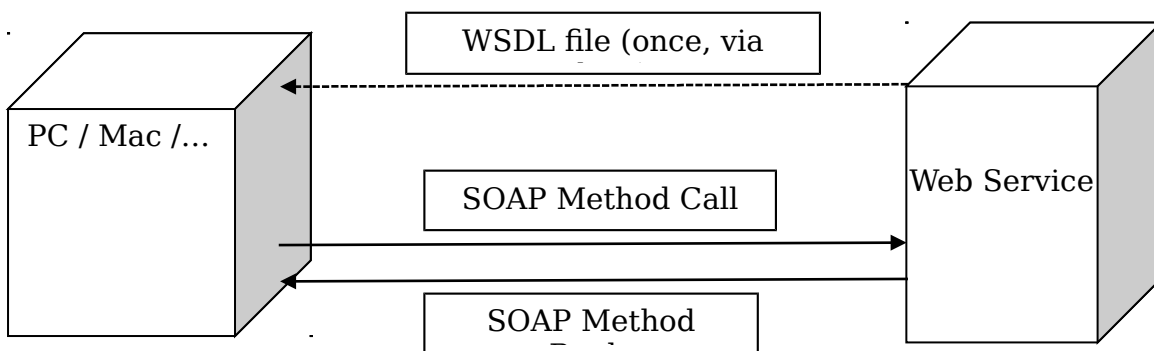 WSDL file (once, via
PC / Mac /...
Web Service
SOAP Method Call
SOAP Method